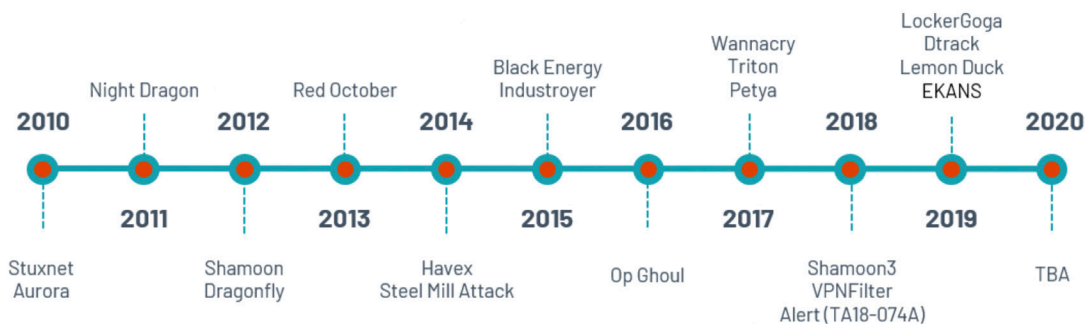 2010
Stuxnet
Aurora
Night Dragon
2011
2012
Shamoon
Dragonfly
Red October
2013
2014
Havex
Steel Mill Attack
Black Energy
Industroyer
2015
2016
Op Ghoul
Wannacry
Triton
Petya
2017
2018
Shamoon3
VPNFilter
Alert (TA18-074A)
LockerGoga
Dtrack
Lemon Duck
EKANS
2019
2020
TBA